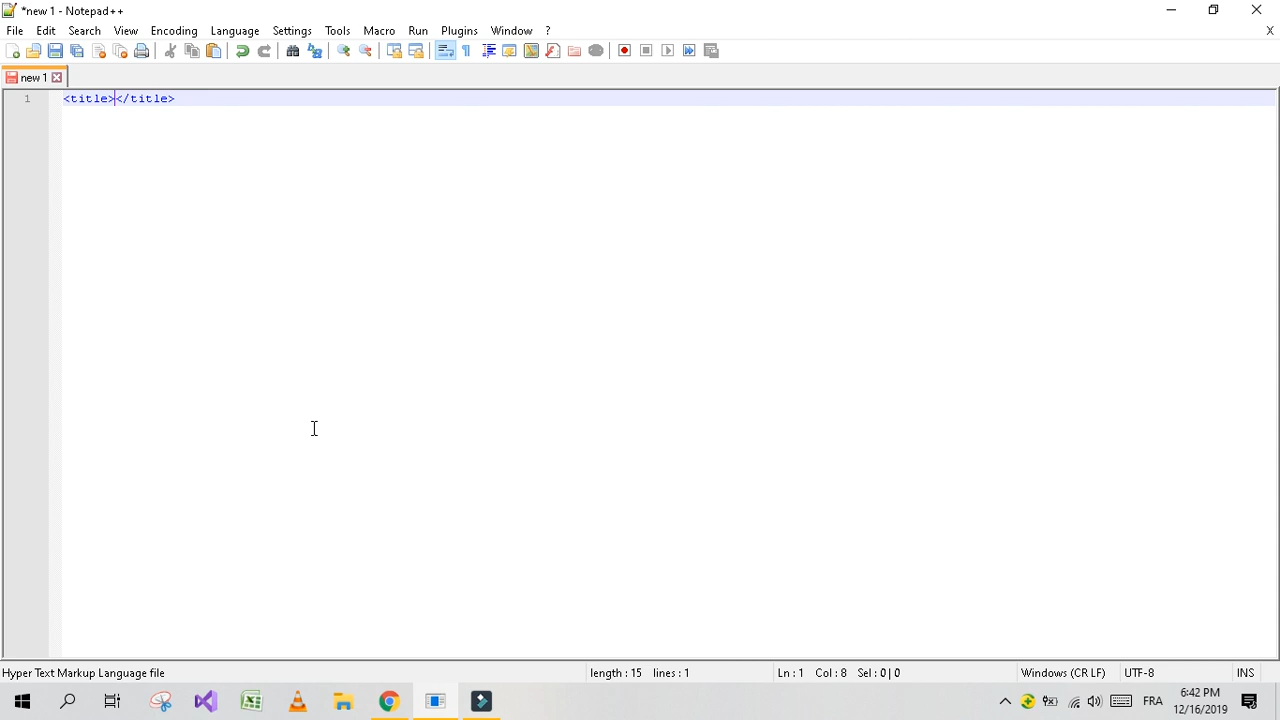 *new 1 - Notepad++
File Edit Search View Encoding Language Settings Tools Macro Run Plugins Window ? X
new 1
1 <title></title>
Hyper Text Markup Language file length : 15 lines : 1 Ln : 1 Col : 8 Sel : 0 | 0 Windows (CR LF) UTF-8 INS
FRA
6:42 PM
12/16/2019